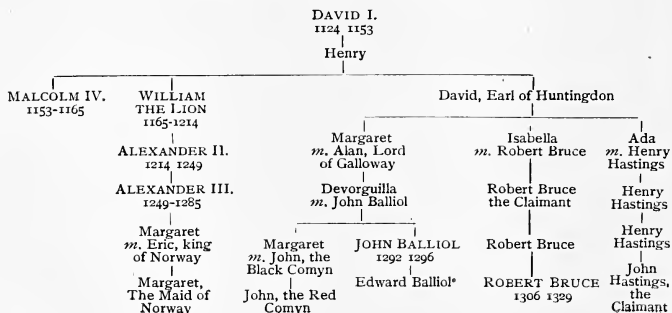 DAVID I.
1124 1153
Henry
MALCOLM IV.
1153-1165
WILLIAM
THE LION
1165-1214
David, Earl of Huntingdon
ALEXANDER II.
1214 1249
Margaret
m. Alan, Lord
of Galloway
Isabella
m. Robert Bruce
Ada
m. Henry
Hastings
ALEXANDER III.
1249-1285
Devorguilla
m. John Balliol
Robert Bruce
the Claimant
Henry
Hastings
Margaret
m. Eric, king
of Norway
Margaret
m. John, the
Black Comyn
JOHN BALLIOL
1292 1296
Robert Bruce
Henry
Hastings
Margaret,
The Maid of
Norway
John, the Red
Comyn
Edward Balliol*
ROBERT BRUCE
1306 1329
John
Hastings,
the
Claimant